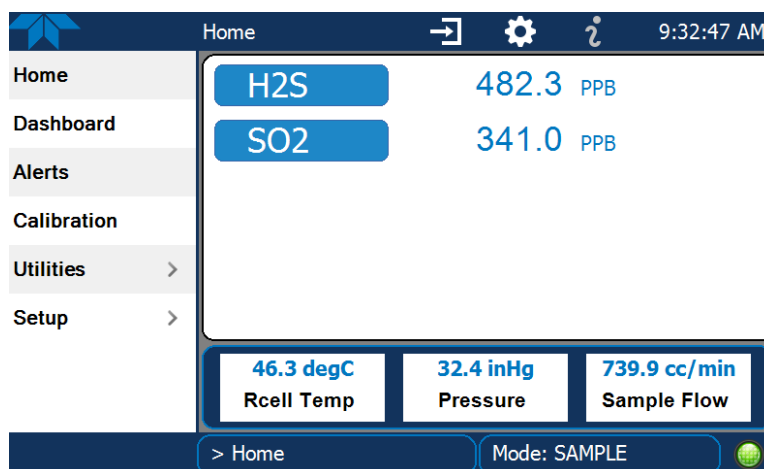 Home 9:32:47 AM
Home
Dashboard
Alerts
Calibration
Utilities >
Setup >
H2S 482.3 PPB
SO2 341.0 PPB
46.3 degC 32.4 inHg 739.9 cc/min
Rcell Temp Pressure Sample Flow
> Home Mode: SAMPLE